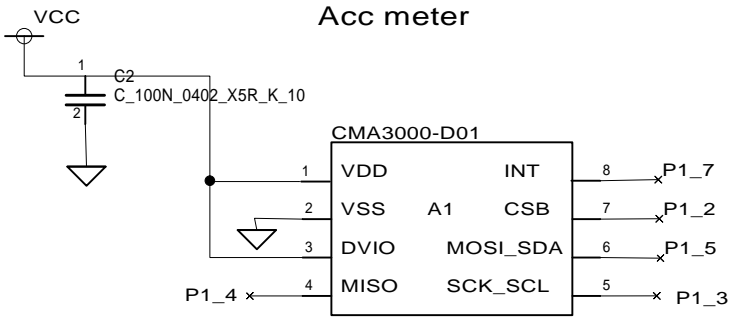 Acc meter
VCC
1
C2
C_100N_0402_X5R_K_10
2
CMA3000-D01
1 VDD INT 8 P1_7
2 VSS A1 CSB 7 P1_2
3 DVIO MOSI_SDA 6 P1_5
P1_4 4 MISO SCK_SCL 5 P1_3